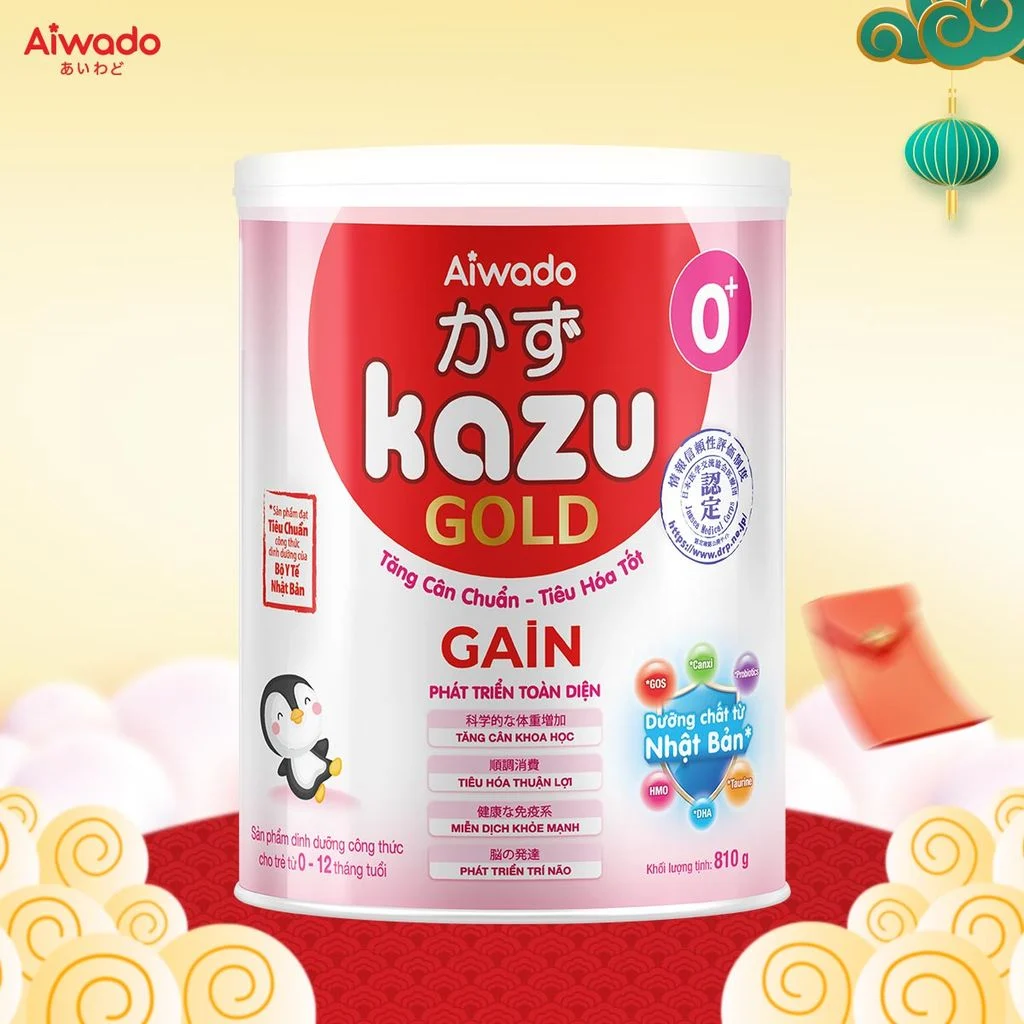 Aiwado
あいわど
Aiwado
かず
kazu
GOLD
0+
Tăng Cân Chuẩn - Tiêu Hóa Tốt
GAiN
PHÁT TRIỂN TOÀN DIỆN
科学的な体重増加
TĂNG CÂN KHOA HỌC
順調消費
TIÊU HÓA THUẬN LỢI
健康な免疫系
MIỄN DỊCH KHỎE MẠNH
脳の発達
PHÁT TRIỂN TRÍ NÃO
*Sản phẩm đạt
Tiêu Chuẩn
công thức
dinh dưỡng của
Bộ Y Tế
Nhật Bản
情報信頼性評価制度
認定
Japanese Medical Corps
https://www.drp.ne.jp/
*GOS
*Canxi
*Probiotics
Dưỡng chất từ
Nhật Bản*
HMO
*DHA
*Taurine
Sản phẩm dinh dưỡng công thức
cho trẻ từ 0 - 12 tháng tuổi
Khối lượng tịnh: 810 g